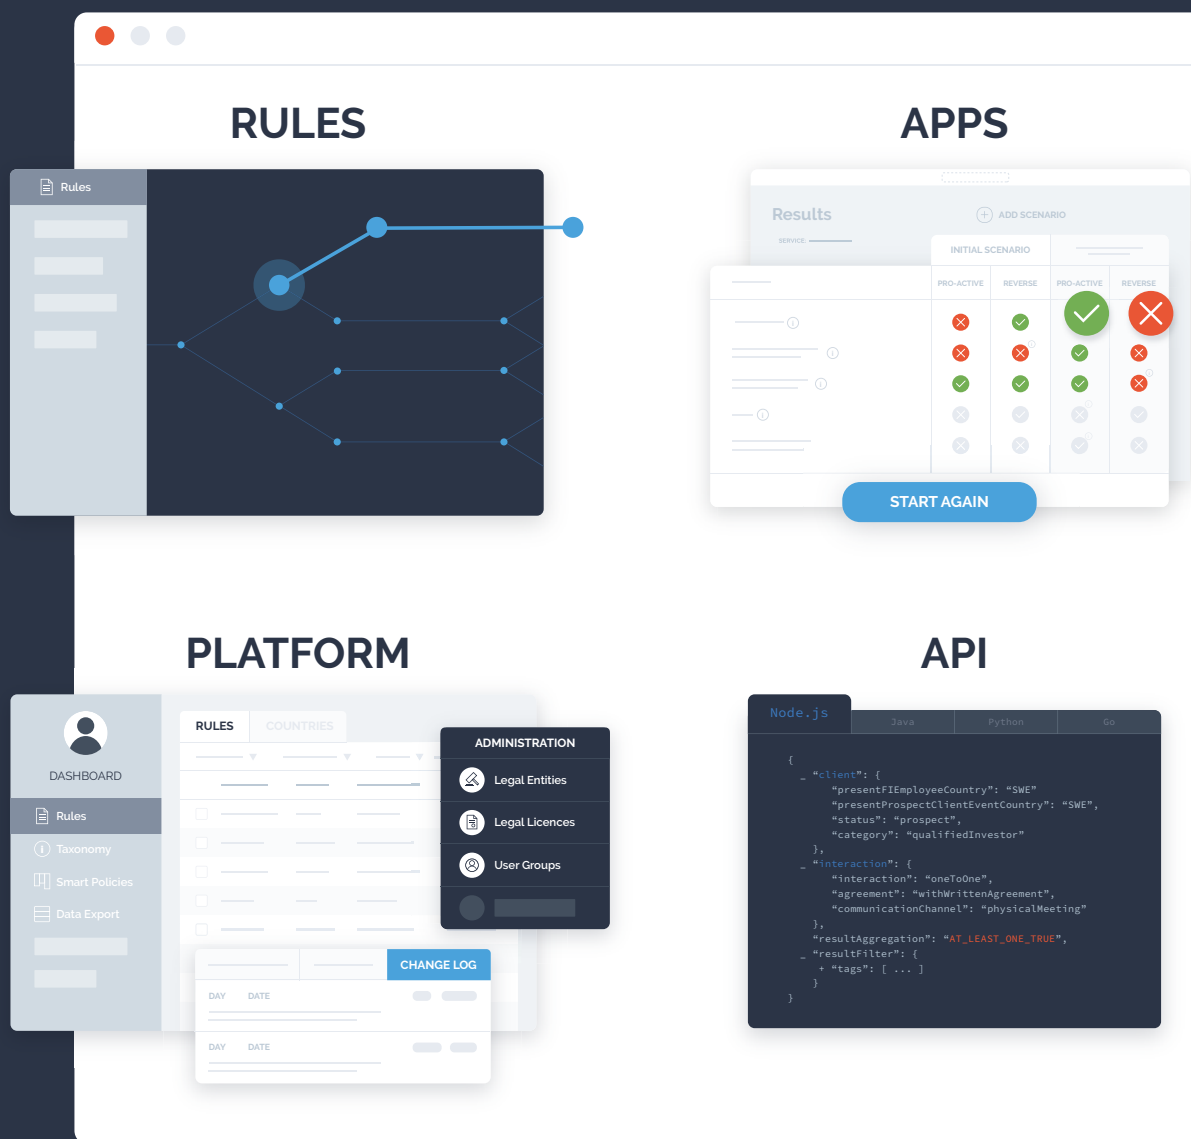 RULES
Rules
APPS
Results
ADD SCENARIO
SERVICE:
INITIAL SCENARIO
PRO-ACTIVE REVERSE PRO-ACTIVE REVERSE
START AGAIN
PLATFORM
DASHBOARD
Rules
Taxonomy
Smart Policies
Data Export
RULES COUNTRIES
ADMINISTRATION
Legal Entities
Legal Licences
User Groups
CHANGE LOG
DAY DATE
DAY DATE
API
Node.js Java Python Go
{
_ “client”: {
“presentFIEmployeeCountry”: “SWE”
“presentProspectClientEventCountry”: “SWE”,
“status”: “prospect”,
“category”: “qualifiedInvestor”
},
_ “interaction”: {
“interaction”: “oneToOne”,
“agreement”: “withWrittenAgreement”,
“communicationChannel”: “physicalMeeting”
},
“resultAggregation”: “AT_LEAST_ONE_TRUE”,
_ “resultFilter”: {
+ “tags”: [ ... ]
}
}